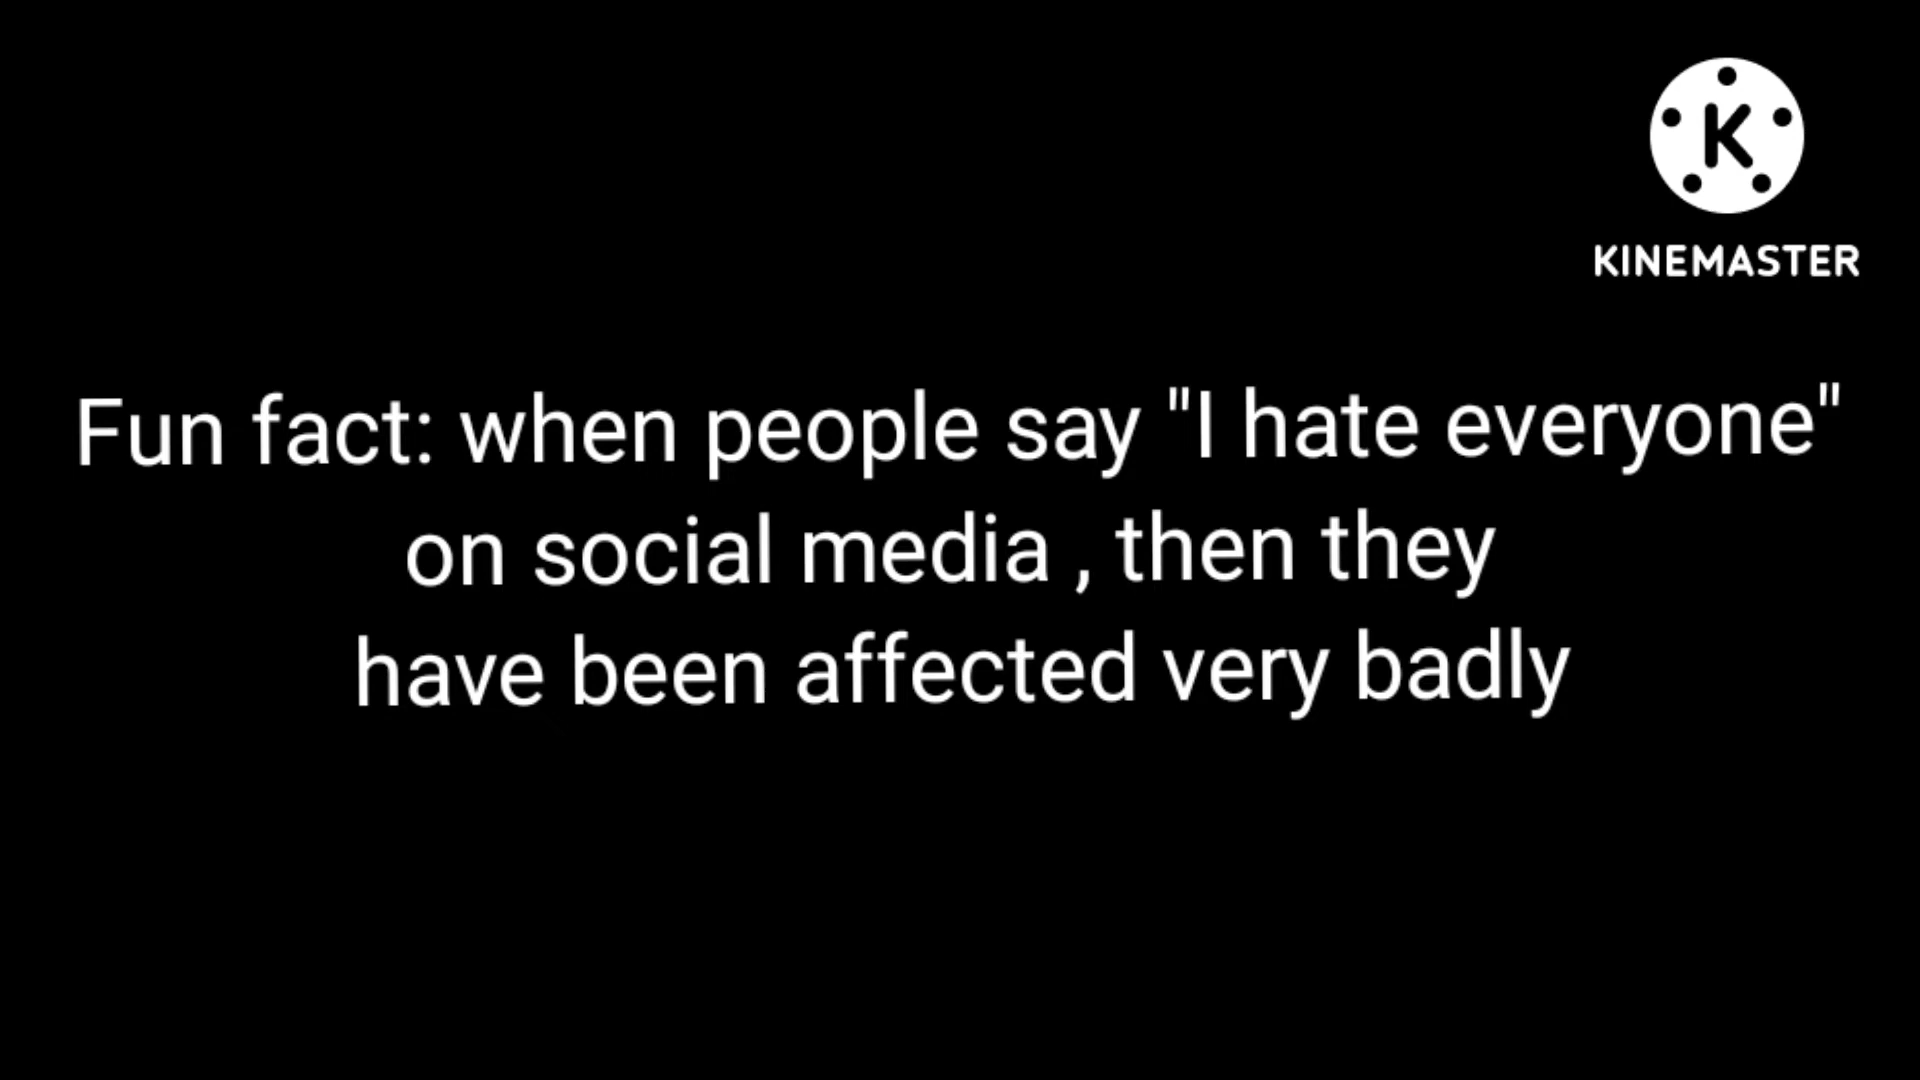 K
KINEMASTER
Fun fact: when people say "I hate everyone"
on social media , then they
have been affected very badly